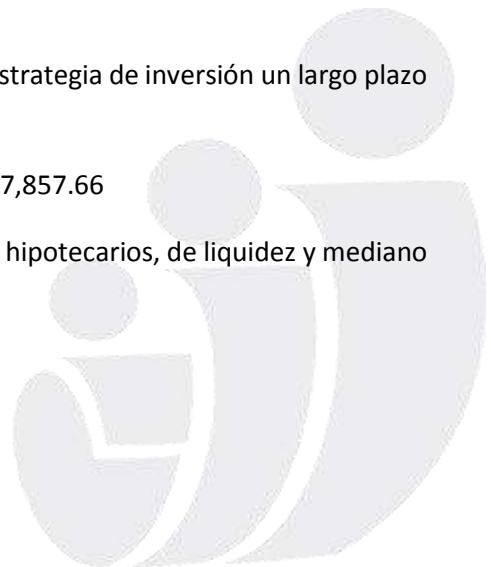 strategia de inversión un largo plazo
7,857.66
hipotecarios, de liquidez y mediano